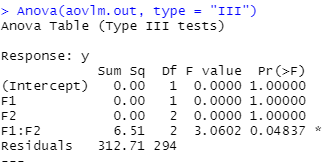 > Anova(aovlm.out, type = "III")
Anova Table (Type III tests)
Response: y
Sum Sq Df F value Pr(>F)
(Intercept) 0.00 1 0.0000 1.00000
F1 0.00 1 0.0000 1.00000
F2 0.00 2 0.0000 1.00000
F1:F2 6.51 2 3.0602 0.04837 *
Residuals 312.71 294
---